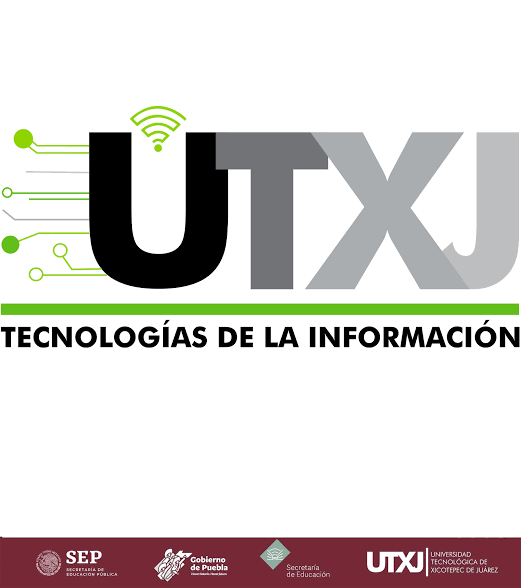 UTXJ
TECNOLOGÍAS DE LA INFORMACIÓN
SEP
SECRETARÍA DE
EDUCACIÓN PÚBLICA
Gobierno
de Puebla
Secretaría
de Educación
UTXJ
UNIVERSIDAD
TECNOLÓGICA DE
XICOTEPEC DE JUÁREZ